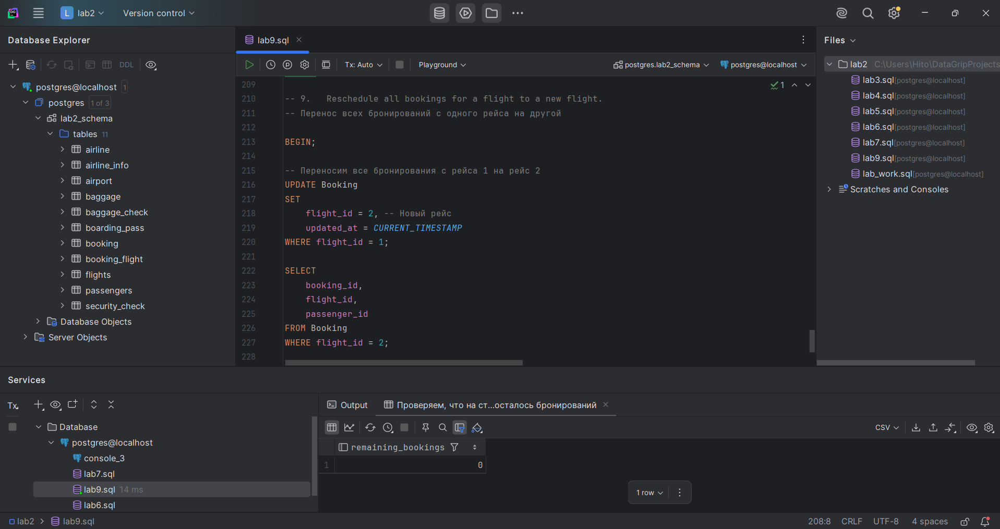 L lab2 Version control
Database Explorer
DDL
postgres@localhost 1
postgres 1 of 3
lab2_schema
tables 11
airline
airline_info
airport
baggage
baggage_check
boarding_pass
booking
booking_flight
flights
passengers
security_check
Database Objects
Server Objects
lab9.sql
Tx: Auto Playground postgres.lab2_schema postgres@localhost
1
209
210 -- 9. Reschedule all bookings for a flight to a new flight.
211 -- Перенос всех бронирований с одного рейса на другой
212
213 BEGIN;
214
215 -- Переносим все бронирования с рейса 1 на рейс 2
216 UPDATE Booking
217 SET
218 flight_id = 2, -- Новый рейс
219 updated_at = CURRENT_TIMESTAMP
220 WHERE flight_id = 1;
221
222 SELECT
223 booking_id,
224 flight_id,
225 passenger_id
226 FROM Booking
227 WHERE flight_id = 2;
228
Files
lab2 C:\Users\Hito\DataGripProjects
lab3.sql[postgres@localhost]
lab4.sql[postgres@localhost]
lab5.sql[postgres@localhost]
lab6.sql[postgres@localhost]
lab7.sql[postgres@localhost]
lab9.sql[postgres@localhost]
lab_work.sql[postgres@localhost]
Scratches and Consoles
Services
Tx
Database
postgres@localhost
console_3
lab7.sql
lab9.sql 14 ms
lab6.sql
Output Проверяем, что на ст...осталось бронирований
CSV
remaining_bookings
1 0
1 row
lab2 > lab9.sql
208:8 CRLF UTF-8 4 spaces